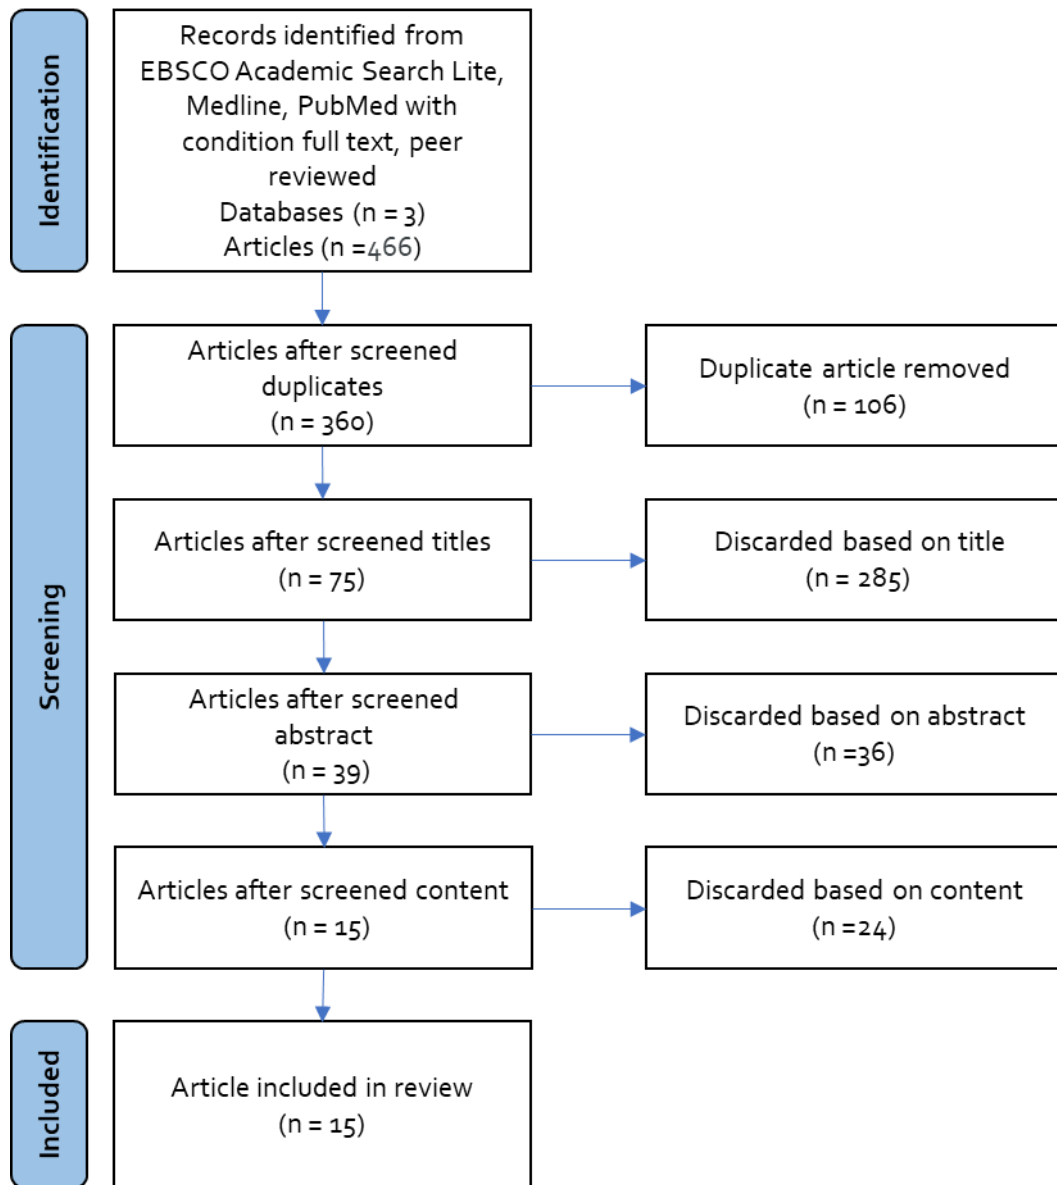 Identification
Records identified from
EBSCO Academic Search Lite,
Medline, PubMed with
condition full text, peer
reviewed
Databases (n = 3)
Articles (n =466)
Screening
Articles after screened
duplicates
(n = 360)
Duplicate article removed
(n = 106)
Articles after screened titles
(n = 75)
Discarded based on title
(n = 285)
Articles after screened
abstract
(n = 39)
Discarded based on abstract
(n =36)
Articles after screened content
(n = 15)
Discarded based on content
(n =24)
Included
Article included in review
(n = 15)